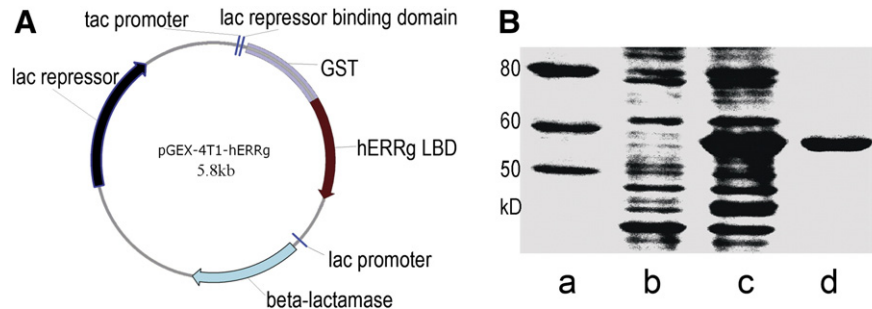 A
tac promoter
lac repressor binding domain
lac repressor
GST
pGEX-4T1-hERRg
5.8kb
hERRg LBD
lac promoter
beta-lactamase
B
80
60
50
kD
a b c d